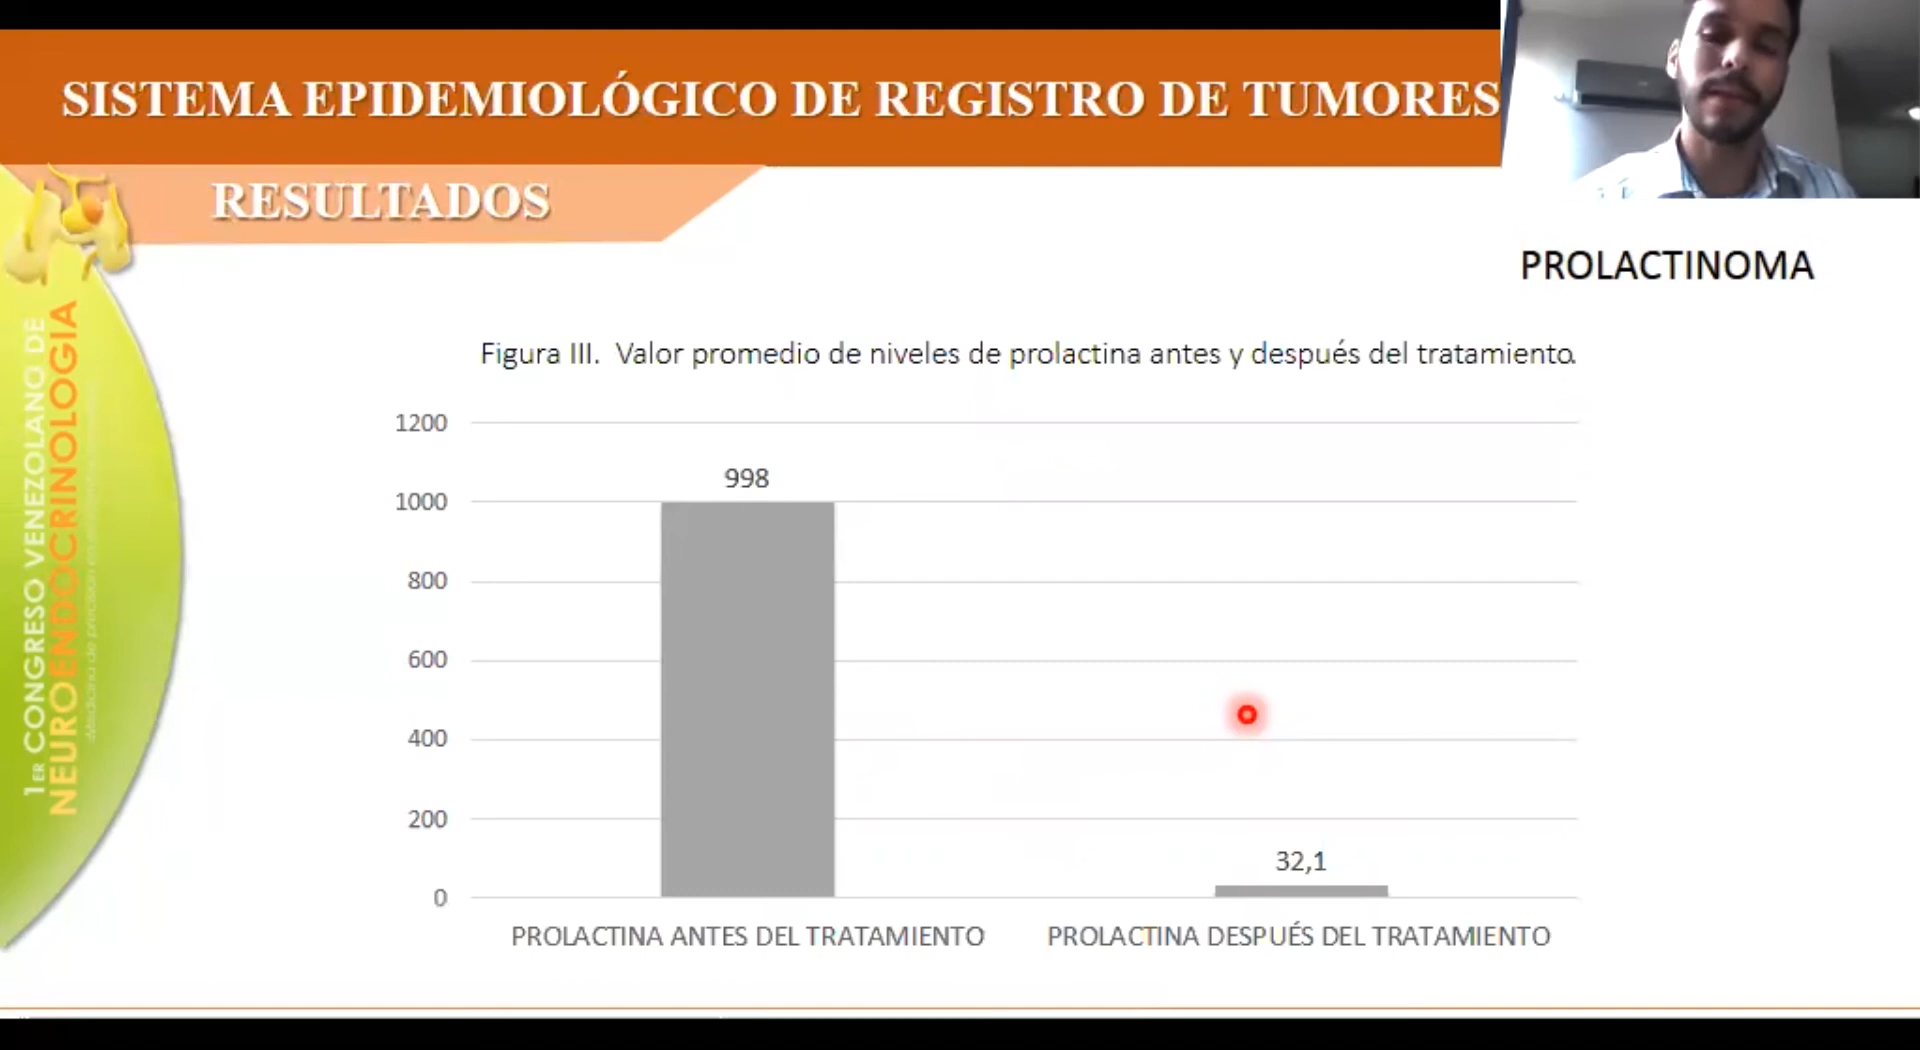 SISTEMA EPIDEMIOLÓGICO DE REGISTRO DE TUMORES
RESULTADOS
1ER CONGRESO VENEZOLANO DE
NEUROENDOCRINOLOGIA
PROLACTINOMA
Figura III. Valor promedio de niveles de prolactina antes y después del tratamiento.
1200
998
1000
800
600
400
200
32,1
0
PROLACTINA ANTES DEL TRATAMIENTO
PROLACTINA DESPUÉS DEL TRATAMIENTO